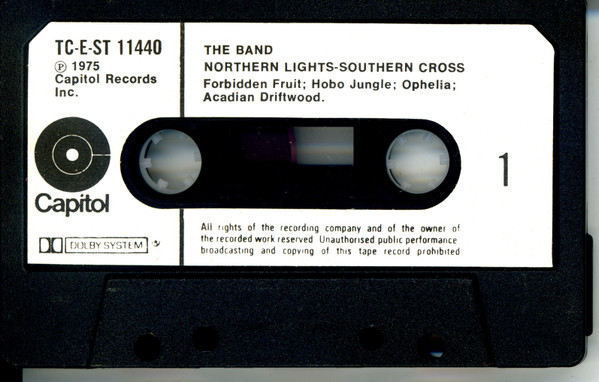 TC-E-ST 11440
Ⓟ 1975
Capitol Records
Inc.
THE BAND
NORTHERN LIGHTS-SOUTHERN CROSS
Forbidden Fruit; Hobo Jungle; Ophelia;
Acadian Driftwood.
1
Capitol
DOLBY SYSTEM
All rights of the recording company and of the owner of
the recorded work reserved Unauthorised public performance
broadcasting and copying of this tape record prohibited